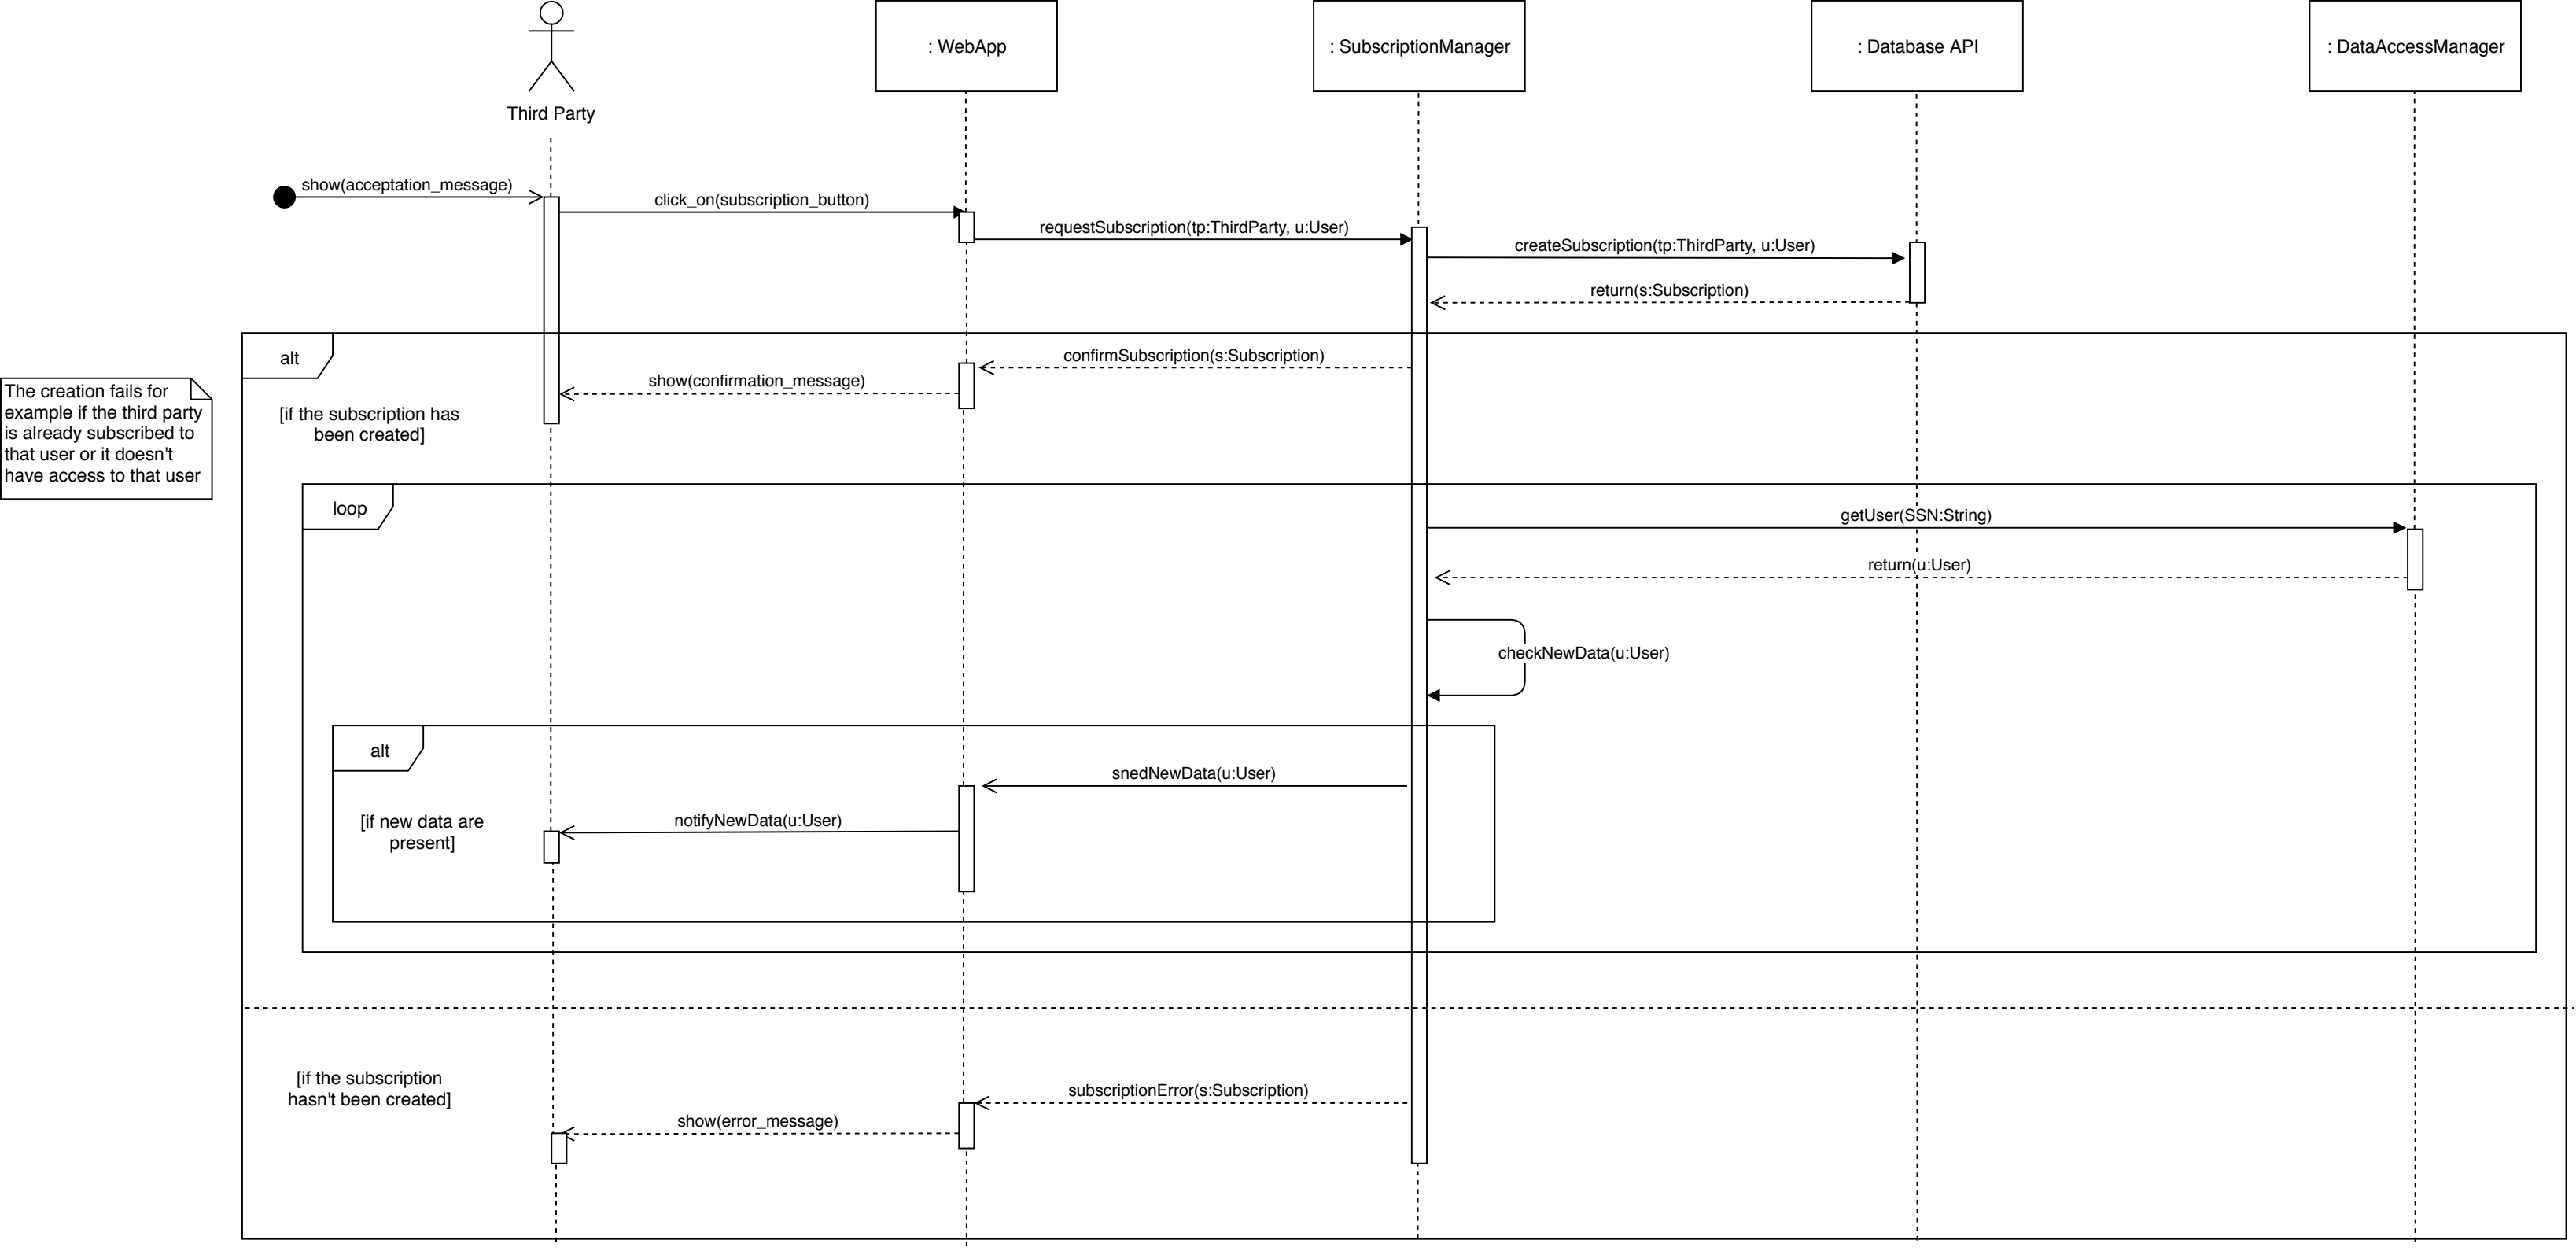 : WebApp
: SubscriptionManager
: Database API
: DataAccessManager
Third Party
show(acceptation_message)
click_on(subscription_button)
requestSubscription(tp:ThirdParty, u:User)
createSubscription(tp:ThirdParty, u:User)
return(s:Subscription)
alt
confirmSubscription(s:Subscription)
show(confirmation_message)
The creation fails for
example if the third party
is already subscribed to
that user or it doesn't
have access to that user
[if the subscription has
been created]
loop
getUser(SSN:String)
return(u:User)
checkNewData(u:User)
alt
snedNewData(u:User)
notifyNewData(u:User)
[if new data are
present]
[if the subscription
hasn't been created]
subscriptionError(s:Subscription)
show(error_message)